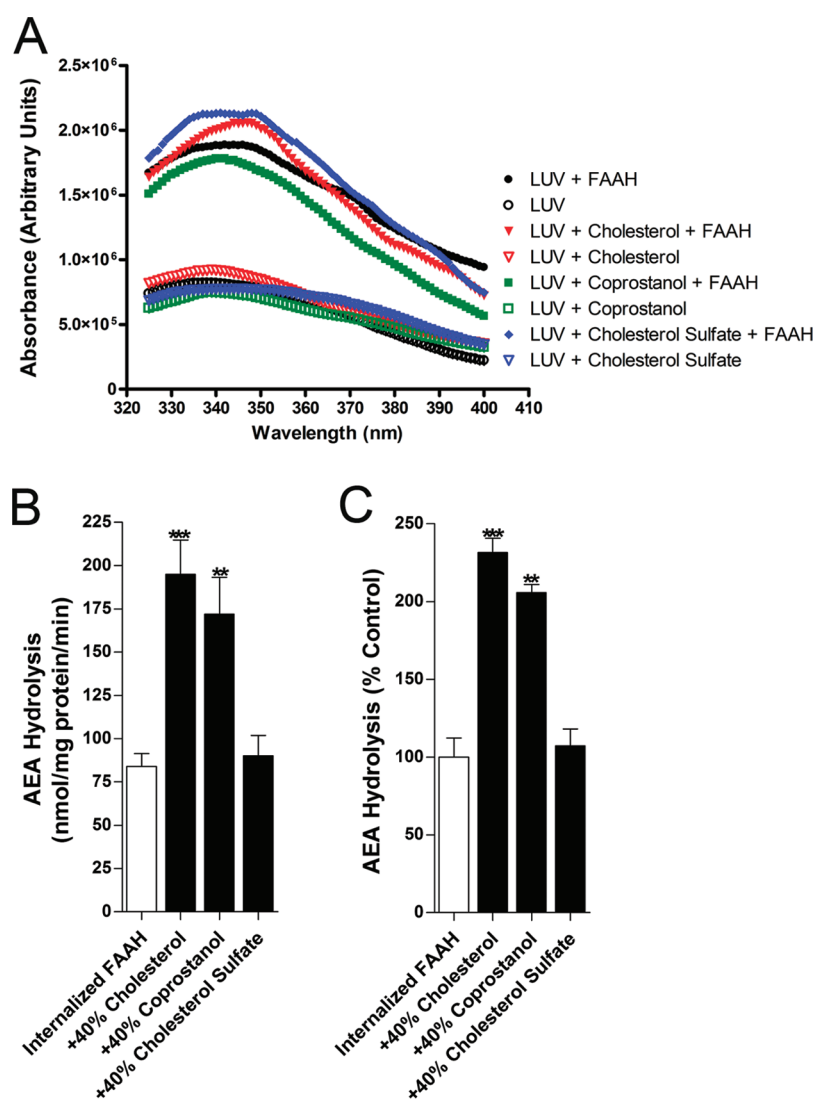 A
Absorbance (Arbitrary Units)
2.5×10⁶
2.0×10⁶
1.5×10⁶
1.0×10⁶
5.0×10⁵
0
320 330 340 350 360 370 380 390 400 410
Wavelength (nm)
LUV + FAAH
LUV
LUV + Cholesterol + FAAH
LUV + Cholesterol
LUV + Coprostanol + FAAH
LUV + Coprostanol
LUV + Cholesterol Sulfate + FAAH
LUV + Cholesterol Sulfate
B
AEA Hydrolysis
(nmol/mg protein/min)
225
200
175
150
125
100
75
50
25
0
***
**
Internalized FAAH
+40% Cholesterol
+40% Coprostanol
+40% Cholesterol Sulfate
C
AEA Hydrolysis (% Control)
250
200
150
100
50
0
***
**
Internalized FAAH
+40% Cholesterol
+40% Coprostanol
+40% Cholesterol Sulfate